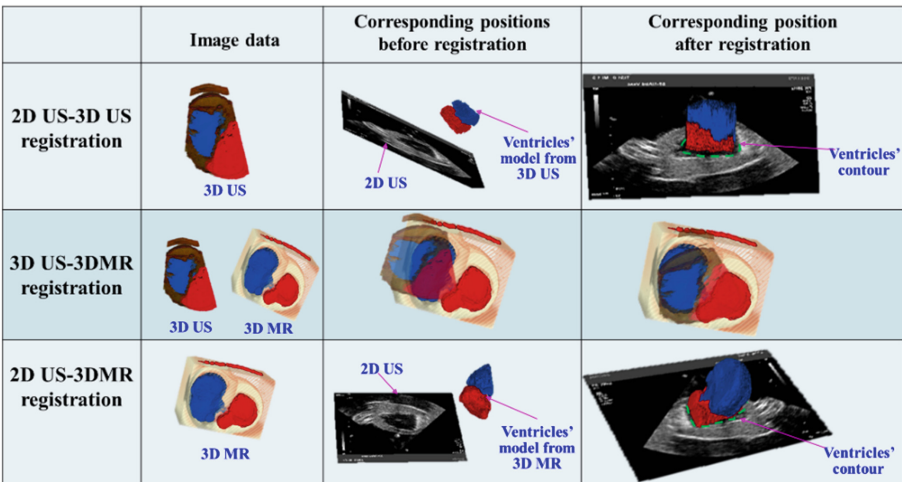 Image data
Corresponding positions
before registration
Corresponding position
after registration
2D US-3D US
registration
3D US
2D US
Ventricles'
model from
3D US
Ventricles'
contour
3D US-3DMR
registration
3D US
3D MR
2D US-3DMR
registration
3D MR
2D US
Ventricles'
model from
3D MR
Ventricles'
contour